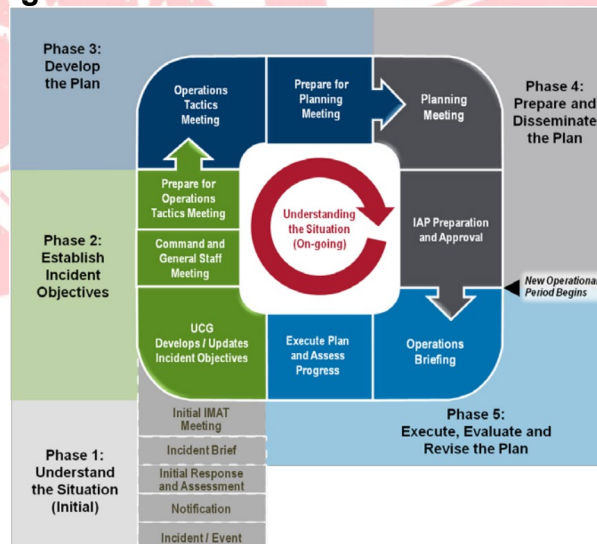 Phase 3:
Develop
the Plan
Operations
Tactics
Meeting
Prepare for
Planning
Meeting
Planning
Meeting
Phase 4:
Prepare and
Disseminate
the Plan
Prepare for
Operations
Tactics Meeting
Understanding
the Situation
(On-going)
IAP Preparation
and Approval
Phase 2:
Establish
Incident
Objectives
Command and
General Staff
Meeting
New Operational
Period Begins
UCG
Develops / Updates
Incident Objectives
Execute Plan
and Assess
Progress
Operations
Briefing
Phase 5:
Execute, Evaluate and
Revise the Plan
Phase 1:
Understand
the Situation
(Initial)
Initial IMAT
Meeting
Incident Brief
Initial Response
and Assessment
Notification
Incident / Event